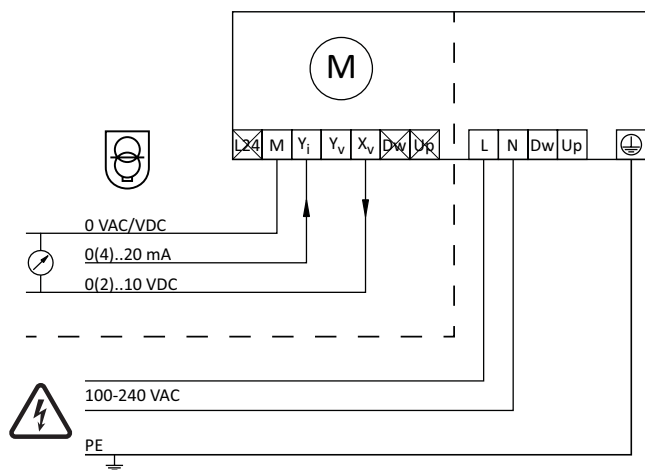 M
L24 M Yi Yv Xv Dw Up L N Dw Up
0 VAC/VDC
0(4)..20 mA
0(2)..10 VDC
100-240 VAC
PE